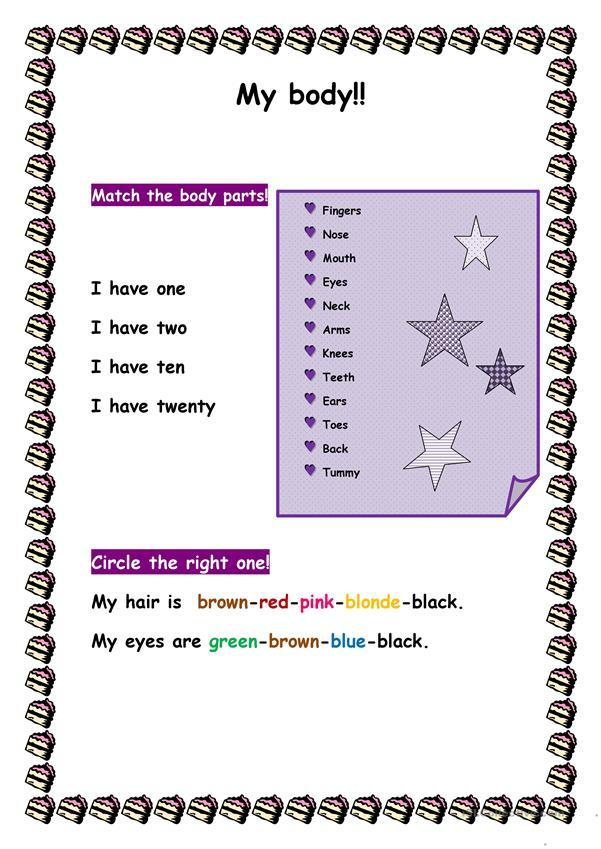 My body!!
Match the body parts!
I have one
I have two
I have ten
I have twenty
Fingers
Nose
Mouth
Eyes
Neck
Arms
Knees
Teeth
Ears
Toes
Back
Tummy
Circle the right one!
My hair is brown-red-pink-blonde-black.
My eyes are green-brown-blue-black.